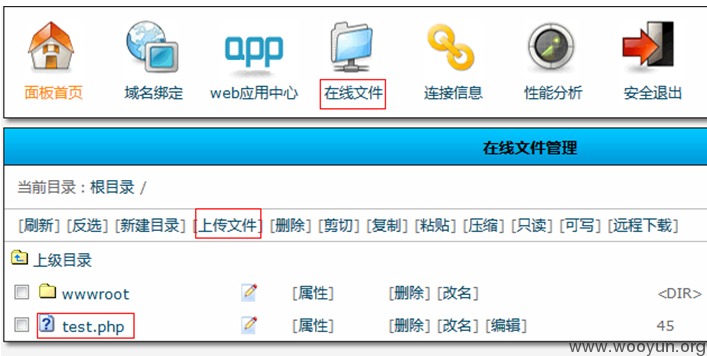 app
面板首页 域名绑定 web应用中心 在线文件 连接信息 性能分析 安全退出
在线文件管理
当前目录：根目录 /
[刷新] [反选] [新建目录] [上传文件] [删除] [剪切] [复制] [粘贴] [压缩] [只读] [可写] [远程下载]
上级目录
wwwroot [属性] [删除] [改名] <DIR>
test.php [属性] [删除] [改名] [编辑] 45
www.wooyun.org